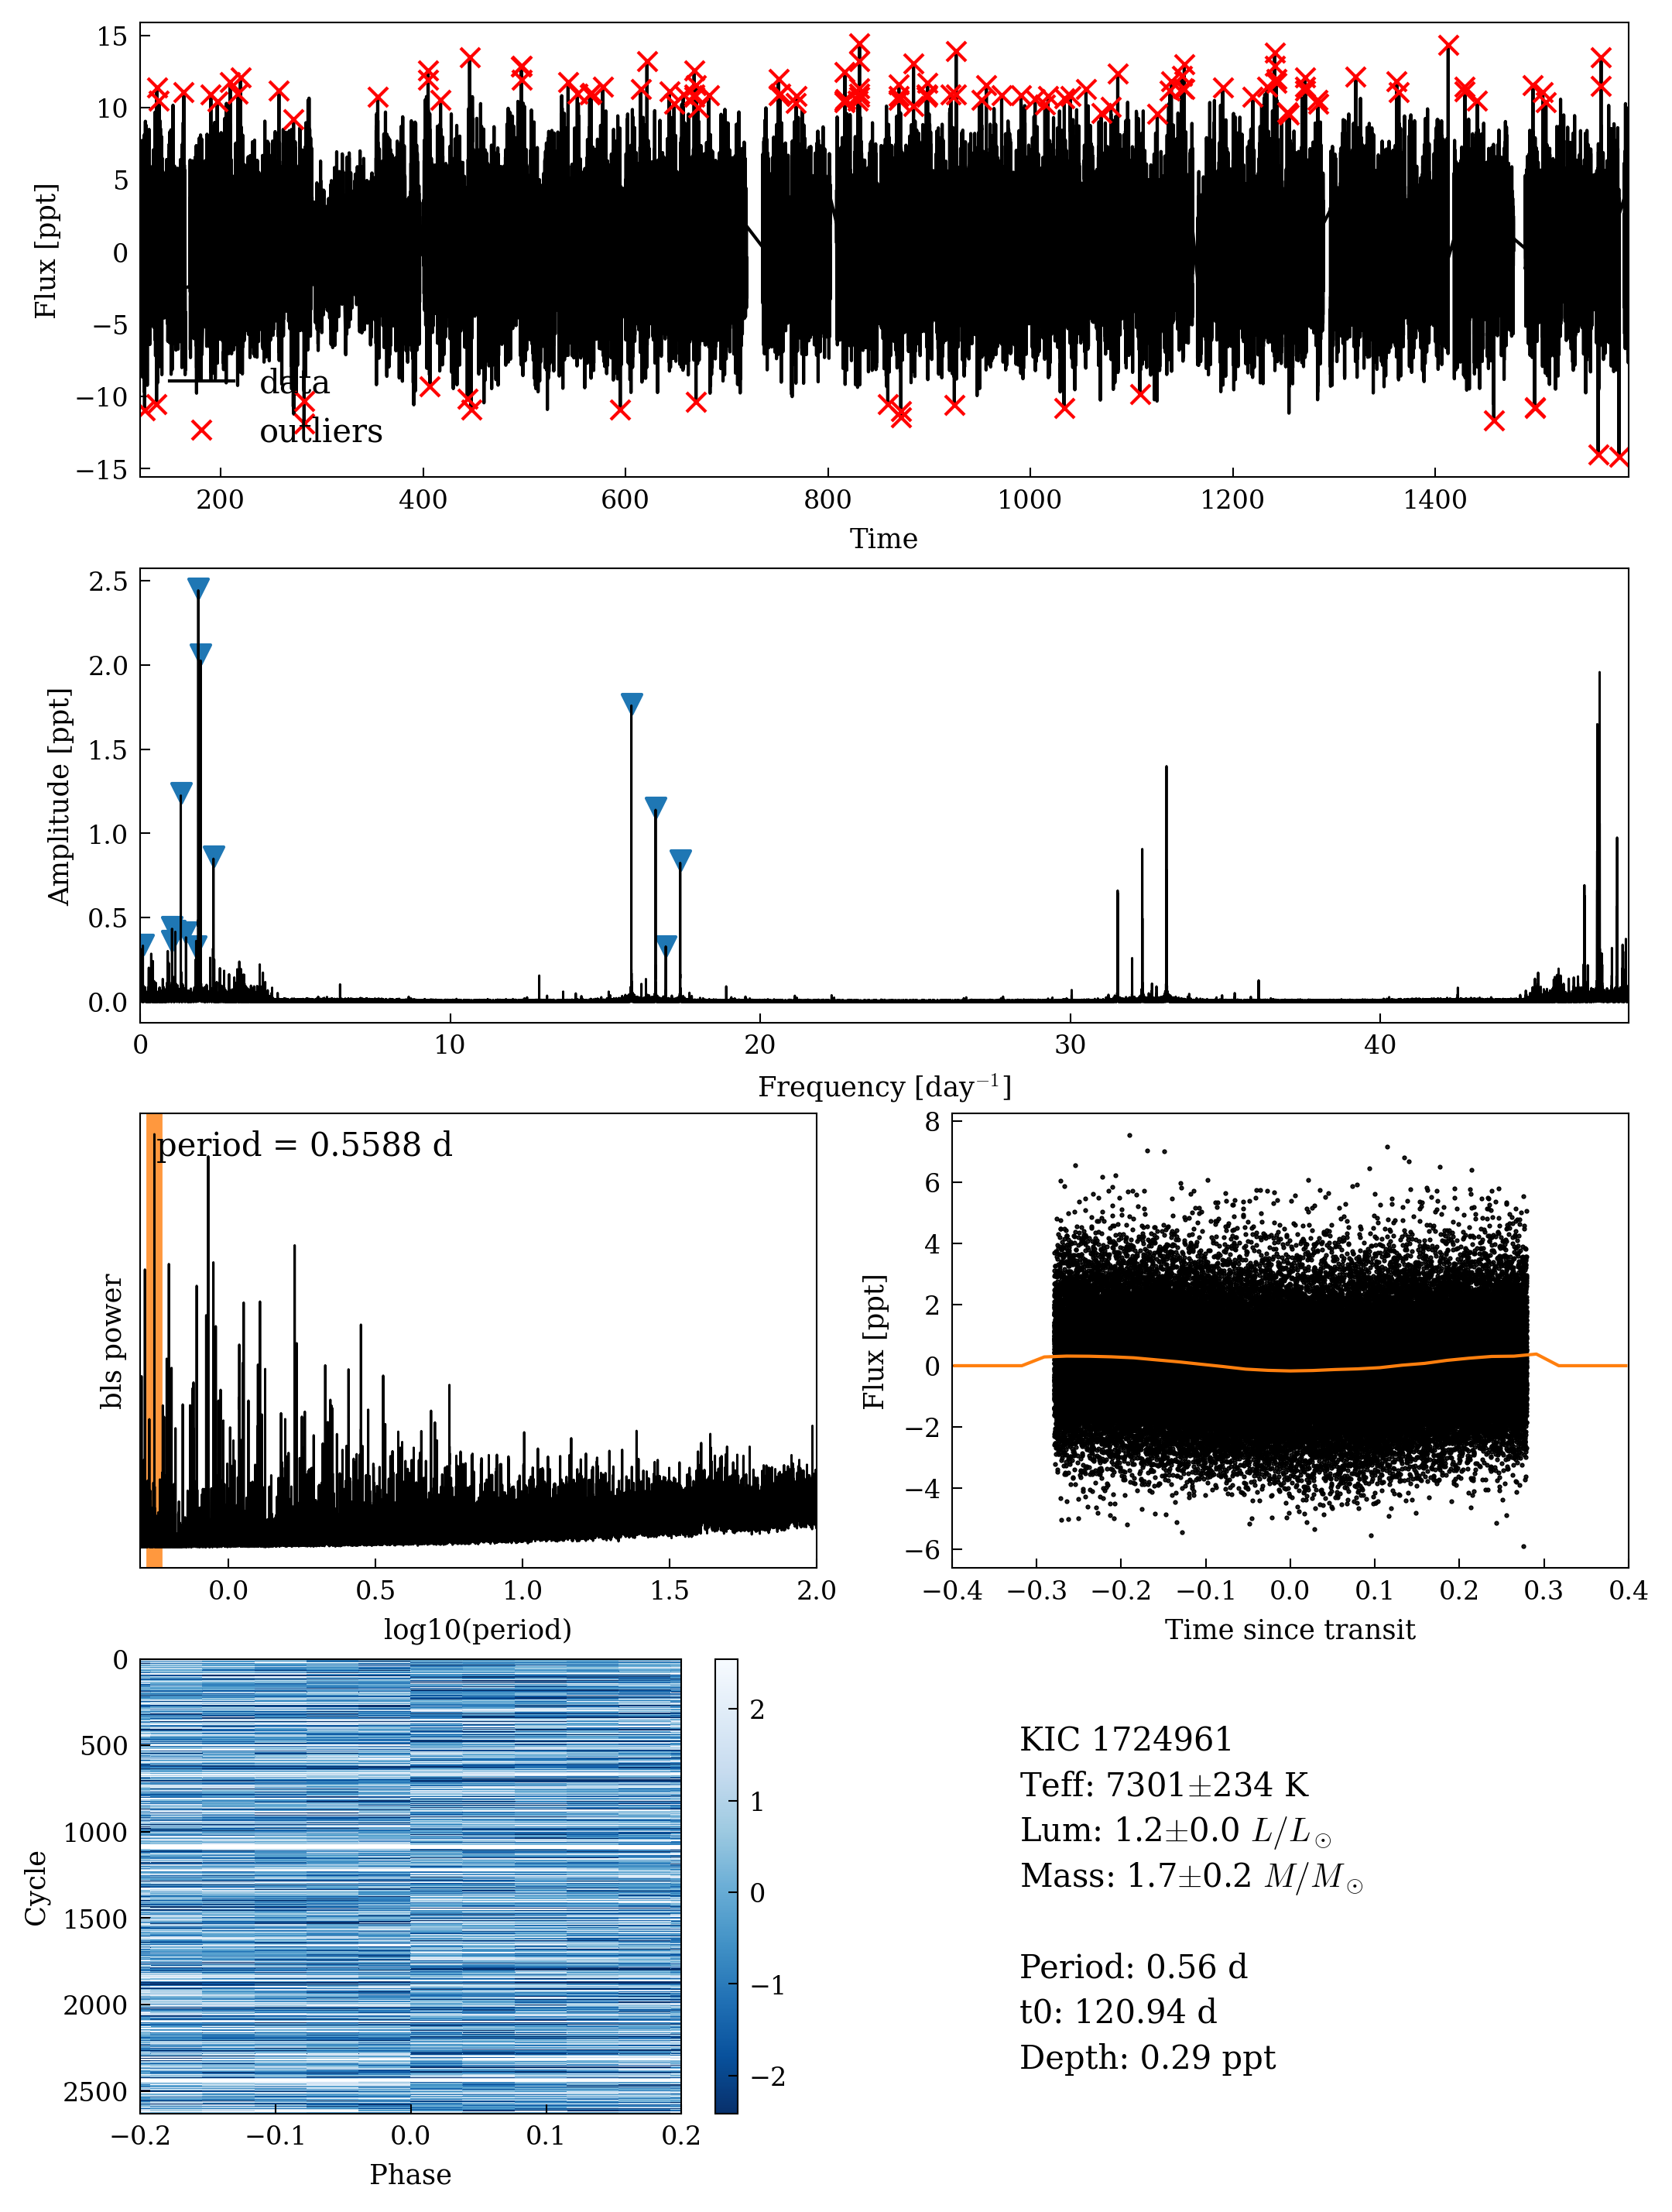 15
10
5
0
−5
−10
−15
Flux [ppt]
data
outliers
200 400 600 800 1000 1200 1400
Time
2.5
2.0
1.5
1.0
0.5
0.0
Amplitude [ppt]
0 10 20 30 40
Frequency [day⁻¹]
period = 0.5588 d
bls power
0.0 0.5 1.0 1.5 2.0
log10(period)
8
6
4
2
0
−2
−4
−6
Flux [ppt]
−0.4 −0.3 −0.2 −0.1 0.0 0.1 0.2 0.3 0.4
Time since transit
0
500
1000
1500
2000
2500
Cycle
−0.2 −0.1 0.0 0.1 0.2
Phase
2
1
0
−1
−2
KIC 1724961
Teff: 7301±234 K
Lum: 1.2±0.0 L/L☉
Mass: 1.7±0.2 M/M☉
Period: 0.56 d
t0: 120.94 d
Depth: 0.29 ppt